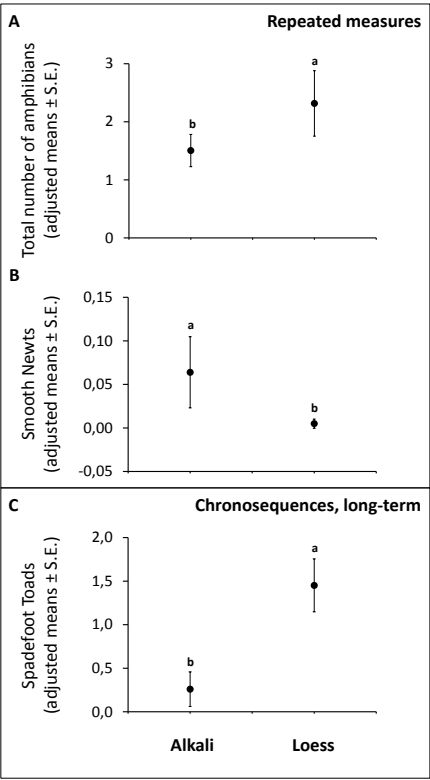 A
Repeated measures
Total number of amphibians
(adjusted means ± S.E.)
3
2
1
0
b
a
B
Smooth Newts
(adjusted means ± S.E.)
0,15
0,10
0,05
0,00
-0,05
a
b
C
Chronosequences, long-term
Spadefoot Toads
(adjusted means ± S.E.)
2,0
1,5
1,0
0,5
0,0
b
a
Alkali
Loess